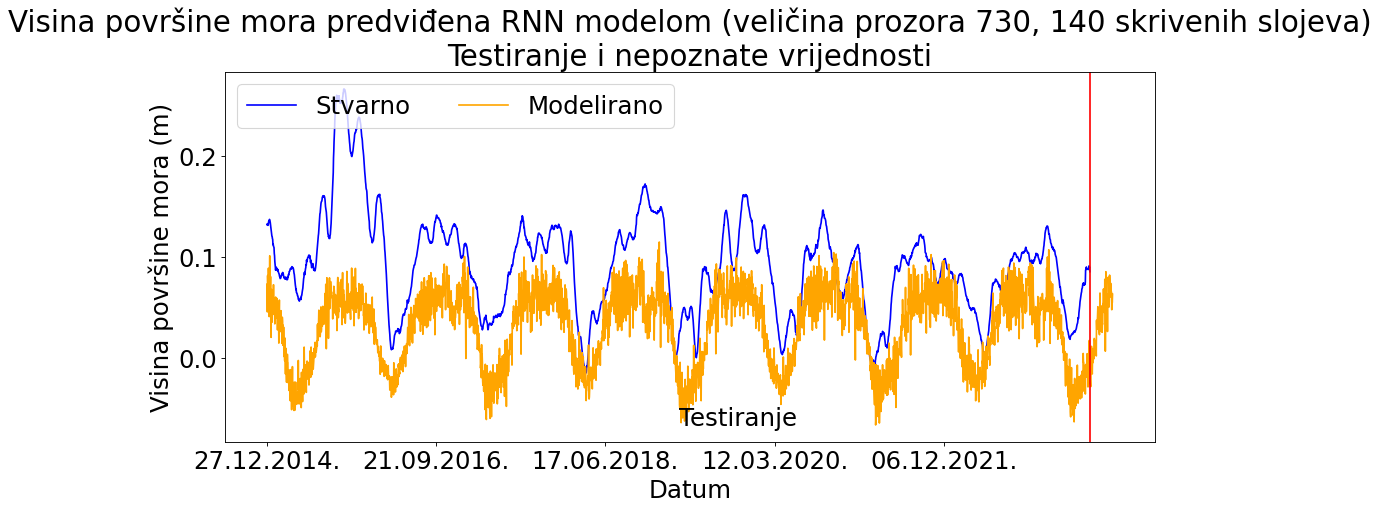 Visina površine mora predviđena RNN modelom (veličina prozora 730, 140 skrivenih slojeva)
Testiranje i nepoznate vrijednosti
Stvarno Modelirano
Visina površine mora (m)
0.2
0.1
0.0
Testiranje
27.12.2014. 21.09.2016. 17.06.2018. 12.03.2020. 06.12.2021.
Datum